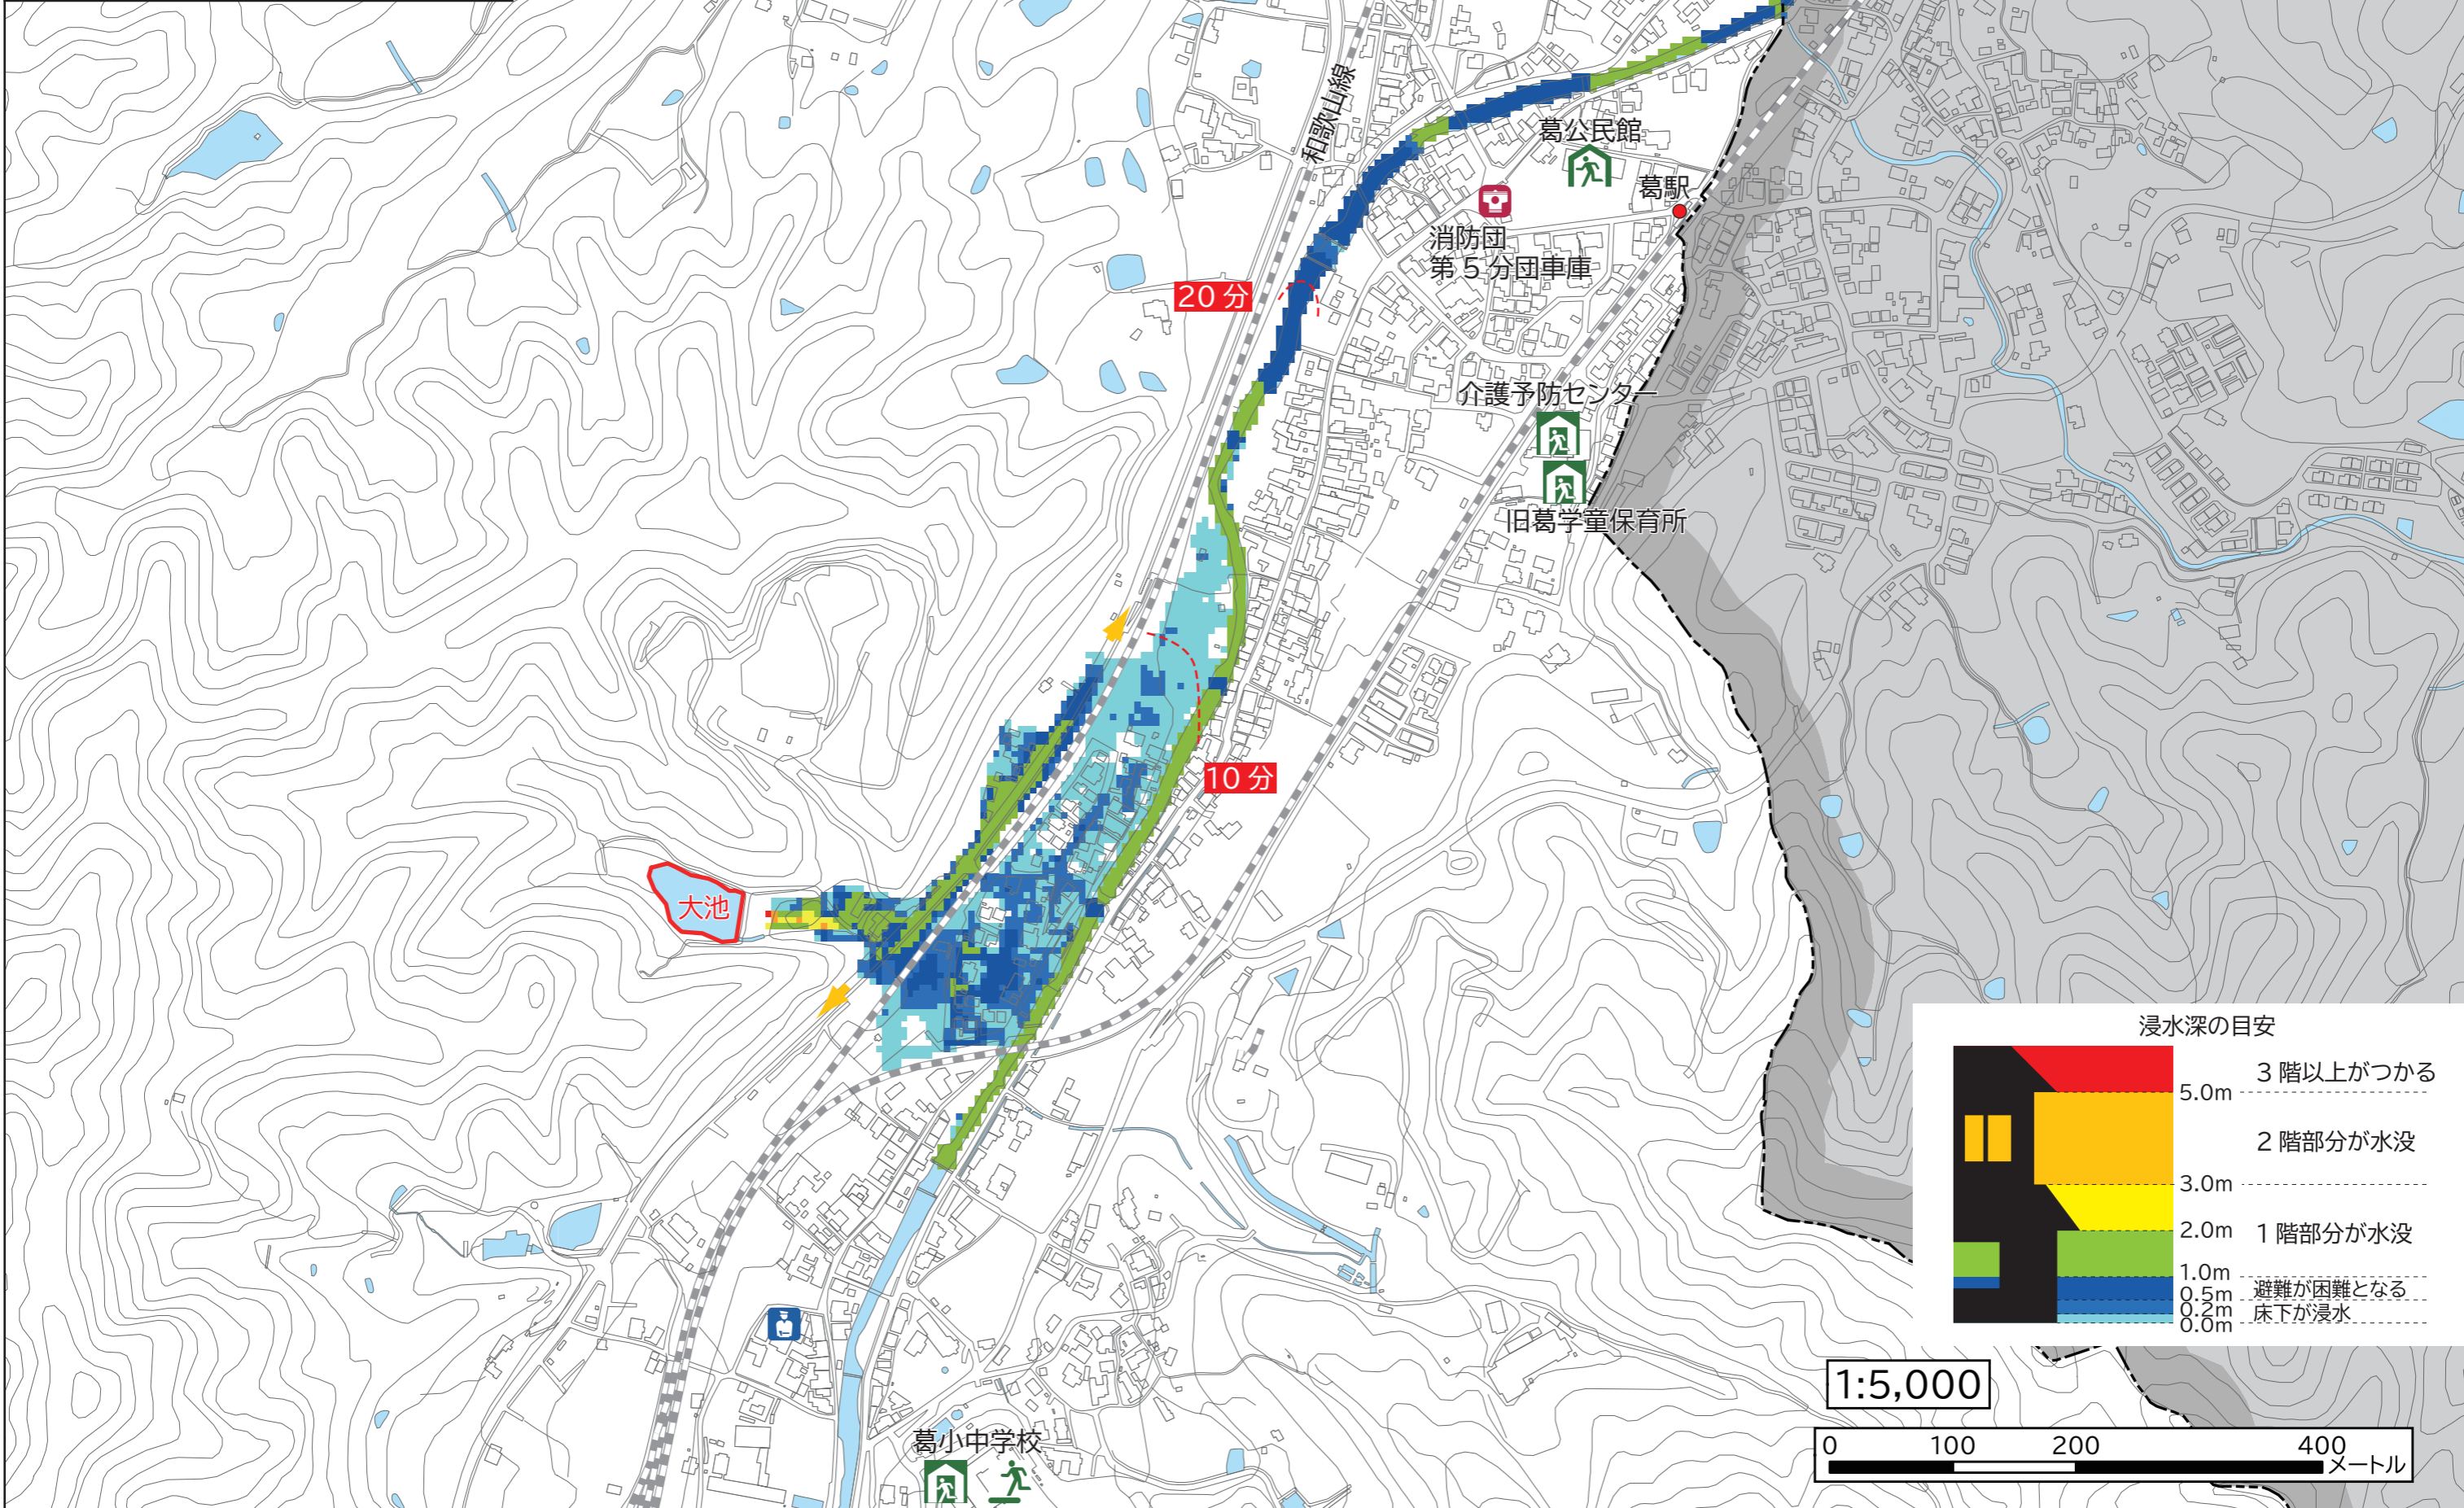 和歌山線
葛公民館
葛駅
消防団
第5分団車庫
20分
介護予防センター
旧葛学童保育所
10分
大池
浸水深の目安
3階以上がつかる
5.0m
2階部分が水没
3.0m
2.0m
1階部分が水没
1.0m
0.5m
避難が困難となる
0.2m
床下が浸水
0.0m
1:5,000
0 100 200 400
メートル
葛小中学校